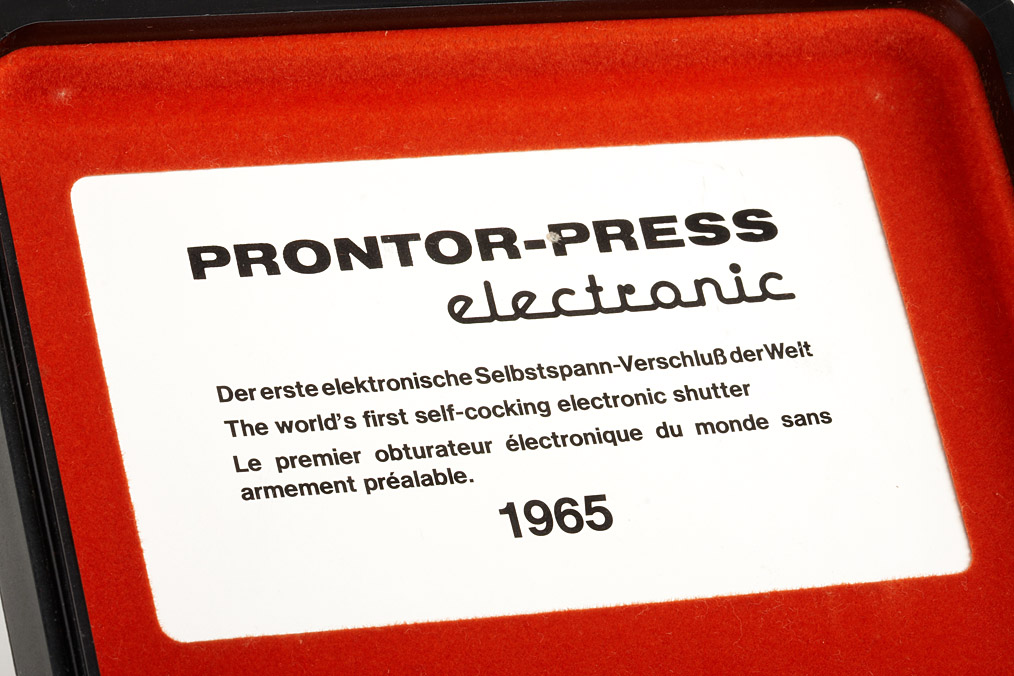 PRONTOR-PRESS
electronic
Der erste elektronische Selbstspann-Verschluß der Welt
The world's first self-cocking electronic shutter
Le premier obturateur électronique du monde sans
armement préalable.
1965